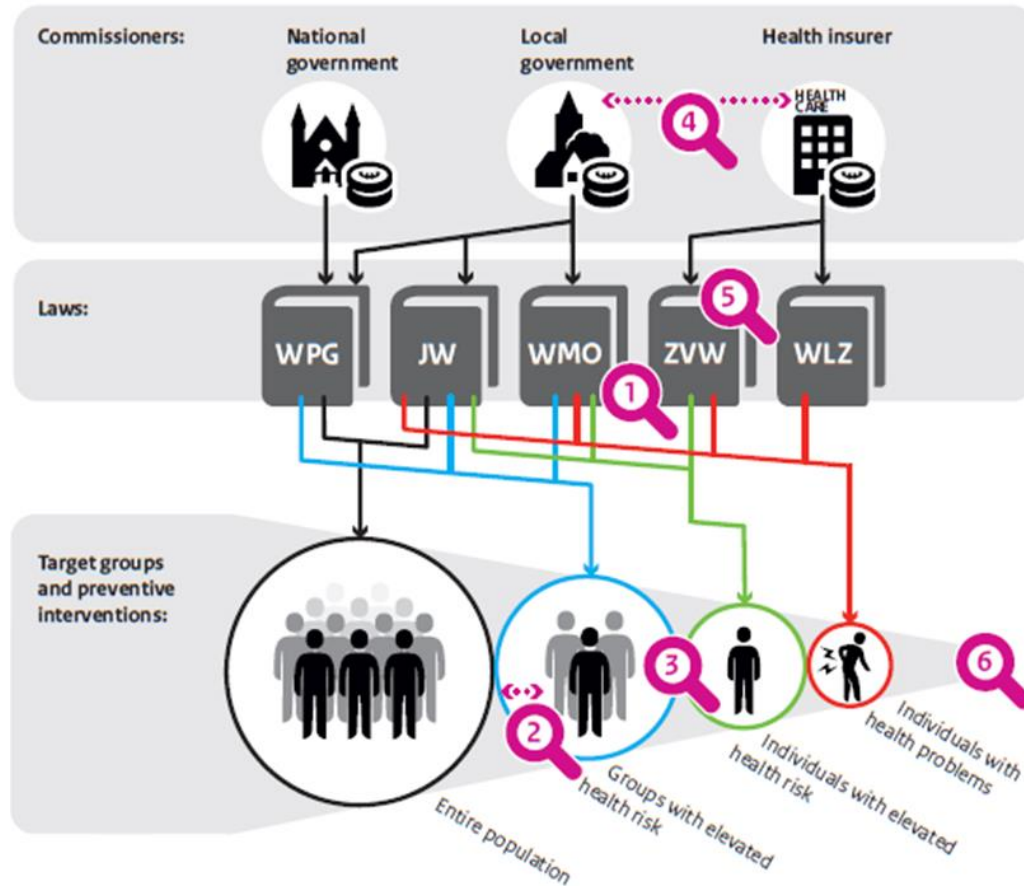 Commissioners:
National
government
Local
government
Health insurer
HEALTH
CARE
4
Laws:
5
WPG
JW
WMO
ZVW
WLZ
1
Target groups
and preventive
interventions:
3
6
2
Entire population
Groups with elevated
health risk
Individuals with elevated
health risk
Individuals with
health problems